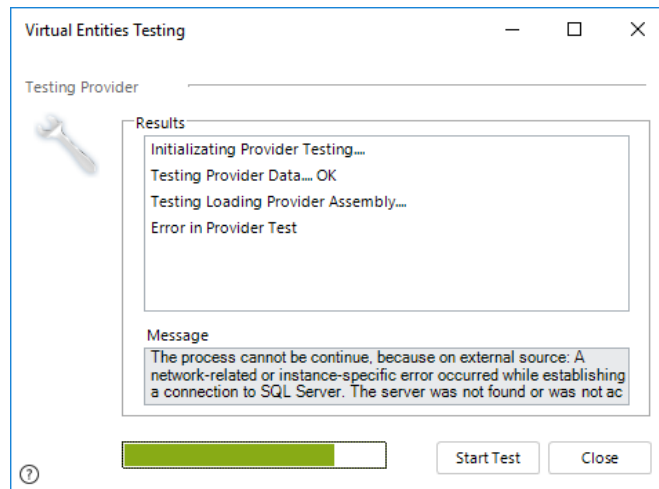 Virtual Entities Testing
Testing Provider
Results
Initializating Provider Testing....
Testing Provider Data.... OK
Testing Loading Provider Assembly....
Error in Provider Test
Message
The process cannot be continue, because on external source: A
network-related or instance-specific error occurred while establishing
a connection to SQL Server. The server was not found or was not ac
Start Test
Close
?